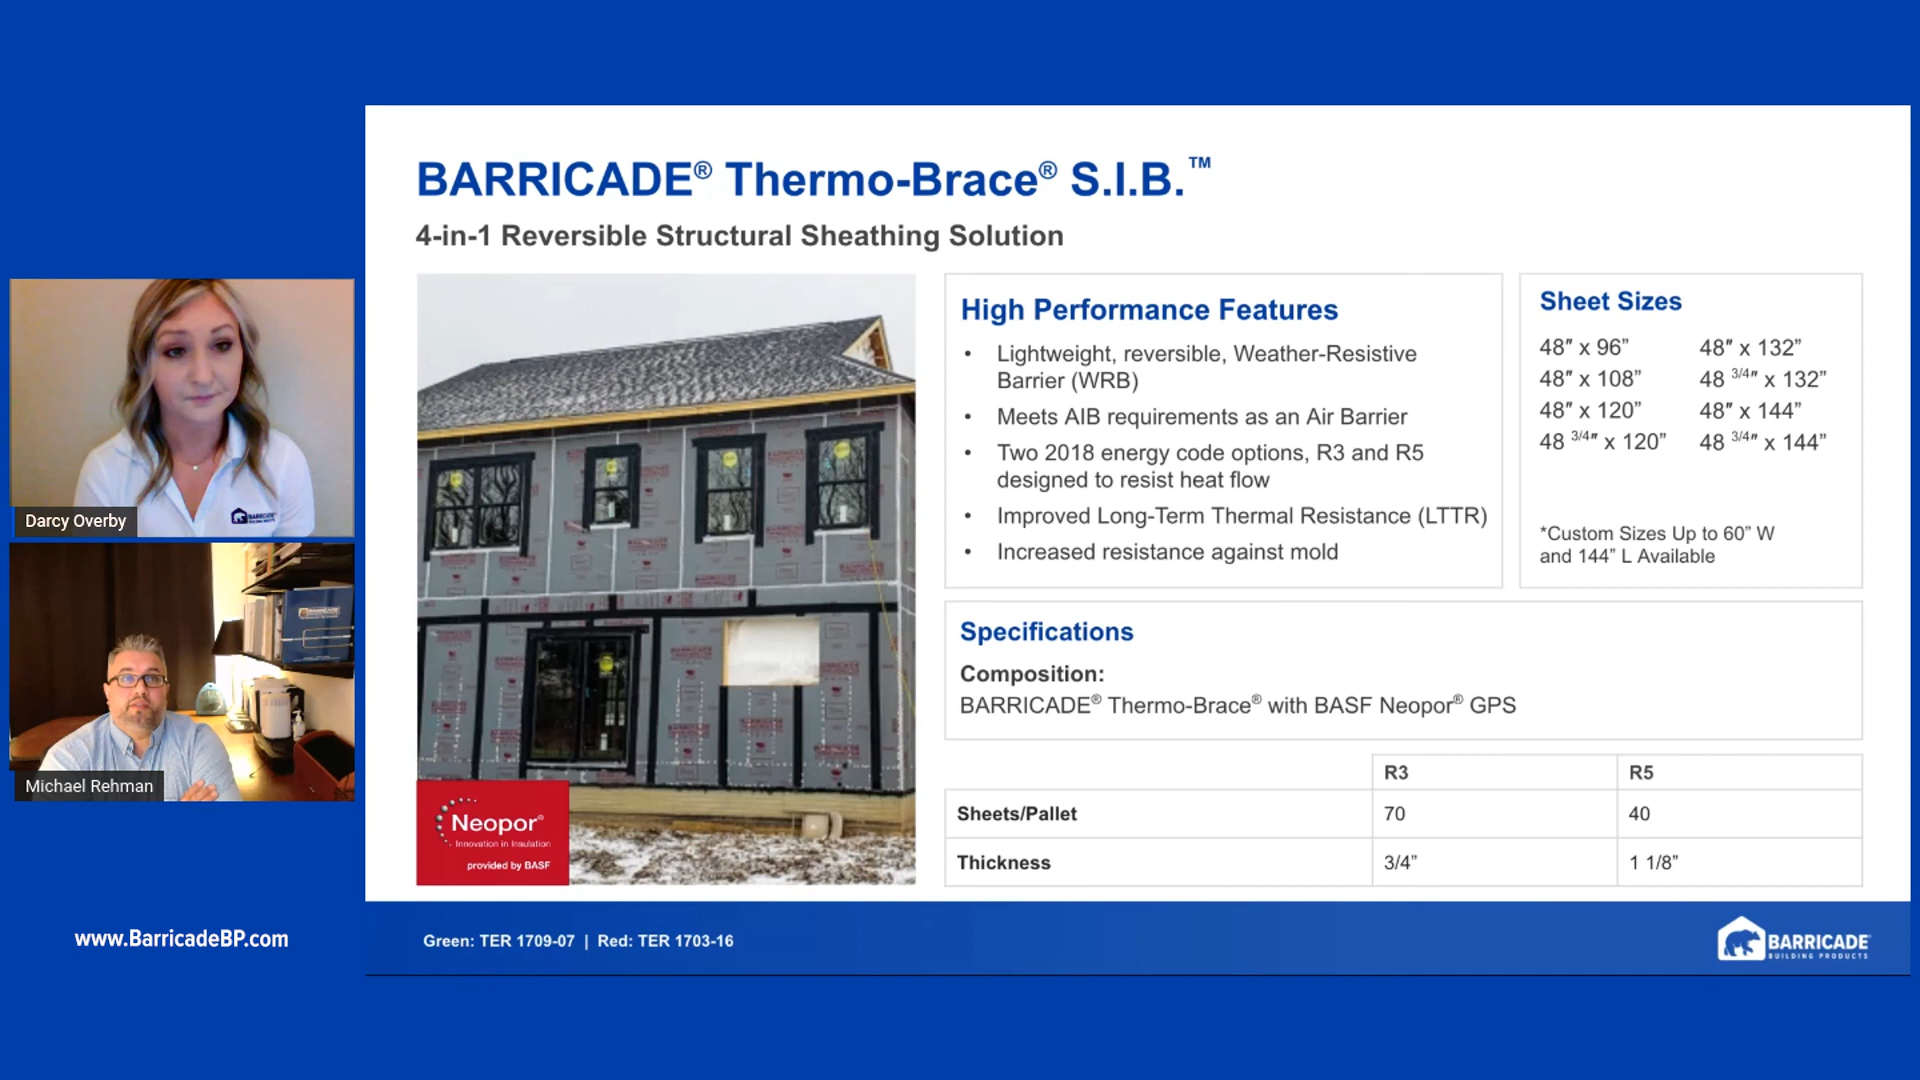 BARRICADE® Thermo-Brace® S.I.B.™
4-in-1 Reversible Structural Sheathing Solution
High Performance Features
• Lightweight, reversible, Weather-Resistive
Barrier (WRB)
• Meets AIB requirements as an Air Barrier
• Two 2018 energy code options, R3 and R5
designed to resist heat flow
• Improved Long-Term Thermal Resistance (LTTR)
• Increased resistance against mold
Sheet Sizes
48″ x 96” 48″ x 132”
48″ x 108” 48 3/4″ x 132”
48″ x 120” 48″ x 144”
48 3/4″ x 120” 48 3/4″ x 144”
*Custom Sizes Up to 60” W
and 144” L Available
Specifications
Composition:
BARRICADE® Thermo-Brace® with BASF Neopor® GPS
R3 R5
Sheets/Pallet 70 40
Thickness 3/4” 1 1/8”
Neopor®
Innovation in Insulation
provided by BASF
Darcy Overby
BARRICADE
Michael Rehman
BARRICADE
www.BarricadeBP.com
Green: TER 1709-07 | Red: TER 1703-16
BARRICADE
BUILDING PRODUCTS